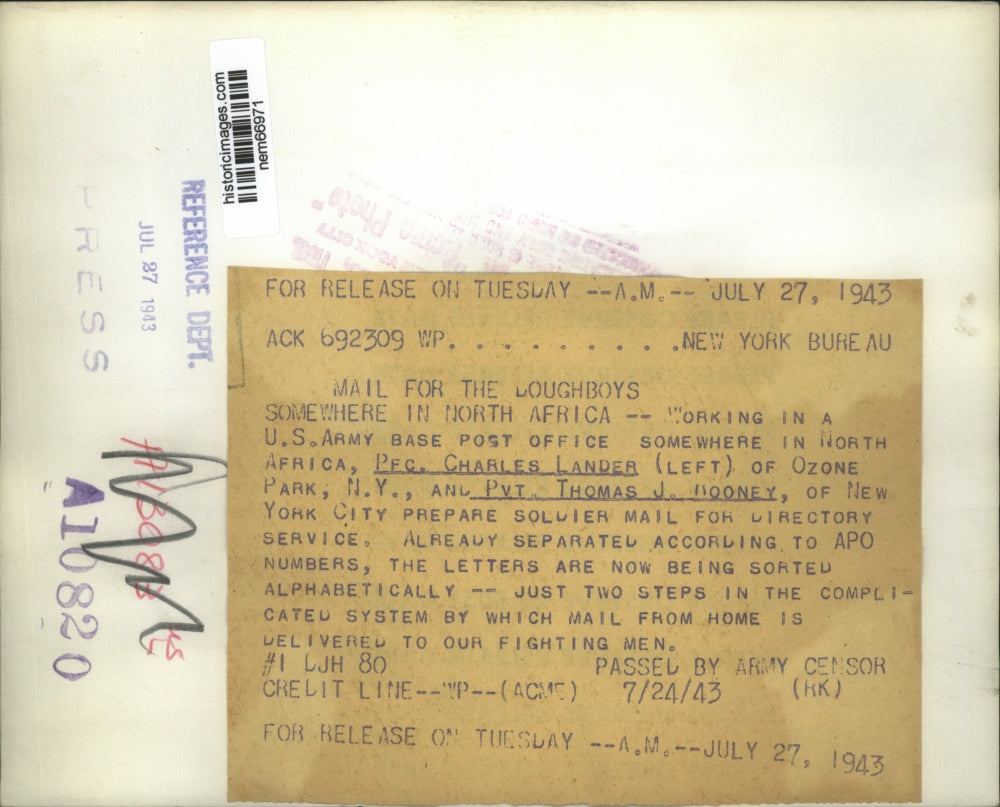 historicimages.com
nem66971
REFERENCE DEPT.
JUL 27 1943
PRESS
A10820
"Acme Photo"
FOR RELEASE ON TUESDAY --A.M.-- JULY 27, 1943
ACK 692309 WP. . . . . . . . . .NEW YORK BUREAU
MAIL FOR THE DOUGHBOYS
SOMEWHERE IN NORTH AFRICA -- WORKING IN A
U.S.ARMY BASE POST OFFICE SOMEWHERE IN NORTH
AFRICA, PFC. CHARLES LANDER (LEFT) OF OZONE
PARK, N.Y., AND PVT. THOMAS J. ROONEY, OF NEW
YORK CITY PREPARE SOLDIER MAIL FOR DIRECTORY
SERVICE. ALREADY SEPARATED ACCORDING TO APO
NUMBERS, THE LETTERS ARE NOW BEING SORTED
ALPHABETICALLY -- JUST TWO STEPS IN THE COMPLI-
CATED SYSTEM BY WHICH MAIL FROM HOME IS
DELIVERED TO OUR FIGHTING MEN.
#1 DJH 80 PASSED BY ARMY CENSOR
CREDIT LINE--WP--(ACME) 7/24/43 (RK)
FOR RELEASE ON TUESDAY --A.M.--JULY 27, 1943